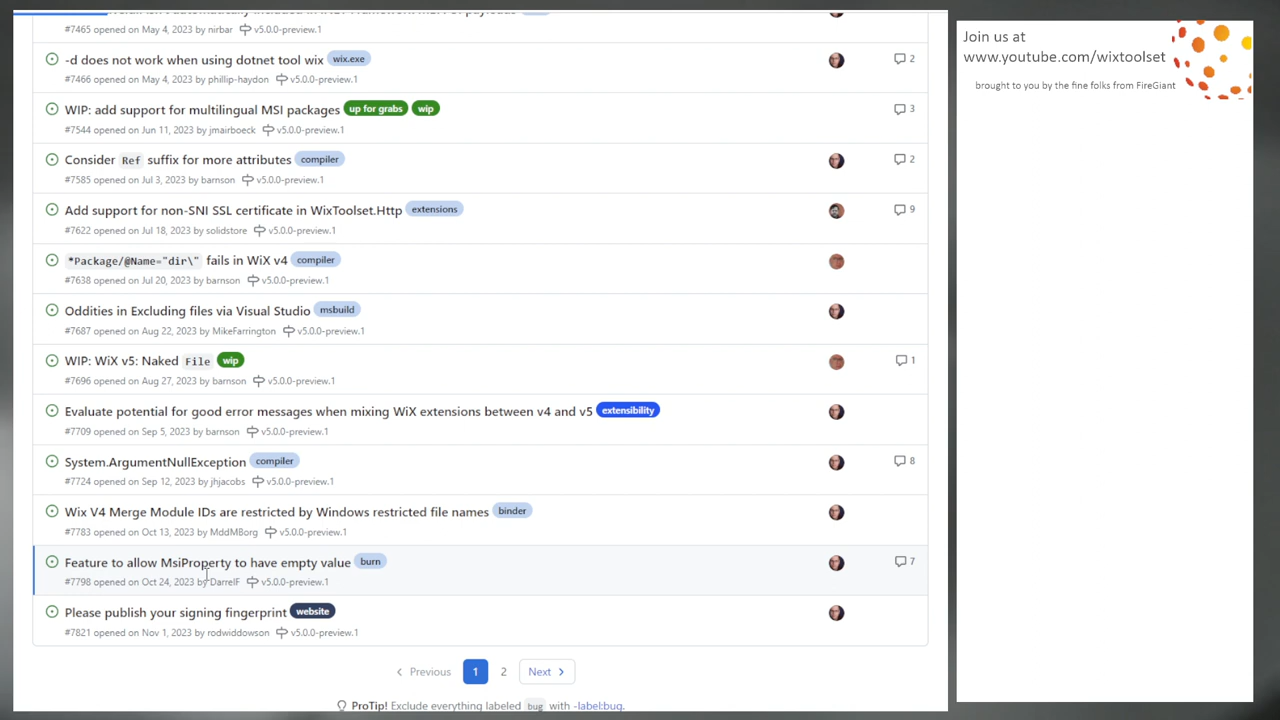 #7465 opened on May 4, 2023 by nirbar v5.0.0-preview.1
-d does not work when using dotnet tool wix wix.exe 2
#7466 opened on May 4, 2023 by phillip-haydon v5.0.0-preview.1
WIP: add support for multilingual MSI packages up for grabs wip 3
#7544 opened on Jun 11, 2023 by jmairboeck v5.0.0-preview.1
Consider Ref suffix for more attributes compiler 2
#7585 opened on Jul 3, 2023 by barnson v5.0.0-preview.1
Add support for non-SNI SSL certificate in WixToolset.Http extensions 9
#7622 opened on Jul 18, 2023 by solidstore v5.0.0-preview.1
*Package/@Name="dir\" fails in WiX v4 compiler
#7638 opened on Jul 20, 2023 by barnson v5.0.0-preview.1
Oddities in Excluding files via Visual Studio msbuild
#7687 opened on Aug 22, 2023 by MikeFarrington v5.0.0-preview.1
WIP: WiX v5: Naked File wip 1
#7696 opened on Aug 27, 2023 by barnson v5.0.0-preview.1
Evaluate potential for good error messages when mixing WiX extensions between v4 and v5 extensibility
#7709 opened on Sep 5, 2023 by barnson v5.0.0-preview.1
System.ArgumentNullException compiler 8
#7724 opened on Sep 12, 2023 by jhjacobs v5.0.0-preview.1
Wix V4 Merge Module IDs are restricted by Windows restricted file names binder
#7783 opened on Oct 13, 2023 by MddMBorg v5.0.0-preview.1
Feature to allow MsiProperty to have empty value burn 7
#7798 opened on Oct 24, 2023 by DarrelF v5.0.0-preview.1
Please publish your signing fingerprint website
#7821 opened on Nov 1, 2023 by rodwiddowson v5.0.0-preview.1
Previous 1 2 Next
ProTip! Exclude everything labeled bug with -label:bug.
Join us at
www.youtube.com/wixtoolset
brought to you by the fine folks from FireGiant